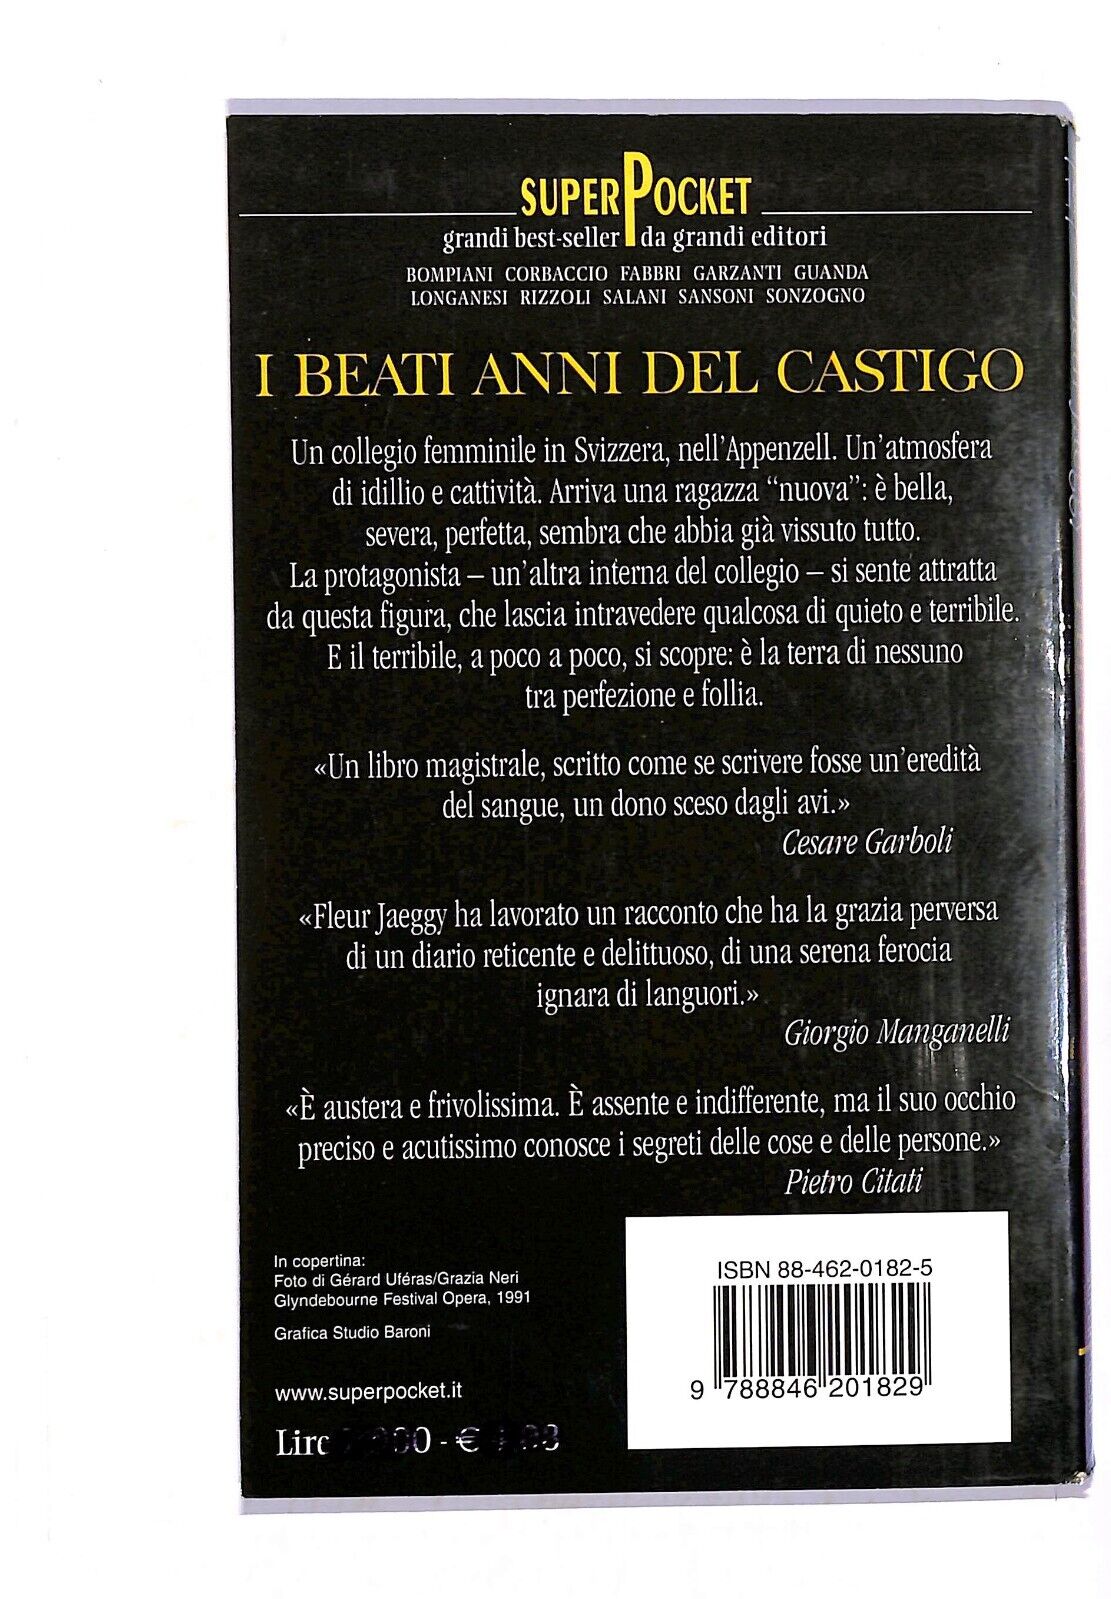 SUPERPOCKET
grandi best-seller da grandi editori
BOMPIANI CORBACCIO FABBRI GARZANTI GUANDA
LONGANESI RIZZOLI SALANI SANSONI SONZOGNO
I BEATI ANNI DEL CASTIGO
Un collegio femminile in Svizzera, nell'Appenzell. Un'atmosfera
di idillio e cattività. Arriva una ragazza “nuova”: è bella,
severa, perfetta, sembra che abbia già vissuto tutto.
La protagonista – un'altra interna del collegio – si sente attratta
da questa figura, che lascia intravedere qualcosa di quieto e terribile.
E il terribile, a poco a poco, si scopre: è la terra di nessuno
tra perfezione e follia.
«Un libro magistrale, scritto come se scrivere fosse un'eredità
del sangue, un dono sceso dagli avi.»
Cesare Garboli
«Fleur Jaeggy ha lavorato un racconto che ha la grazia perversa
di un diario reticente e delittuoso, di una serena ferocia
ignara di languori.»
Giorgio Manganelli
«È austera e frivolissima. È assente e indifferente, ma il suo occhio
preciso e acutissimo conosce i segreti delle cose e delle persone.»
Pietro Citati
In copertina:
Foto di Gérard Uféras/Grazia Neri
Glyndebourne Festival Opera, 1991
Grafica Studio Baroni
www.superpocket.it
Lire - €
ISBN 88-462-0182-5
9 788846 201829